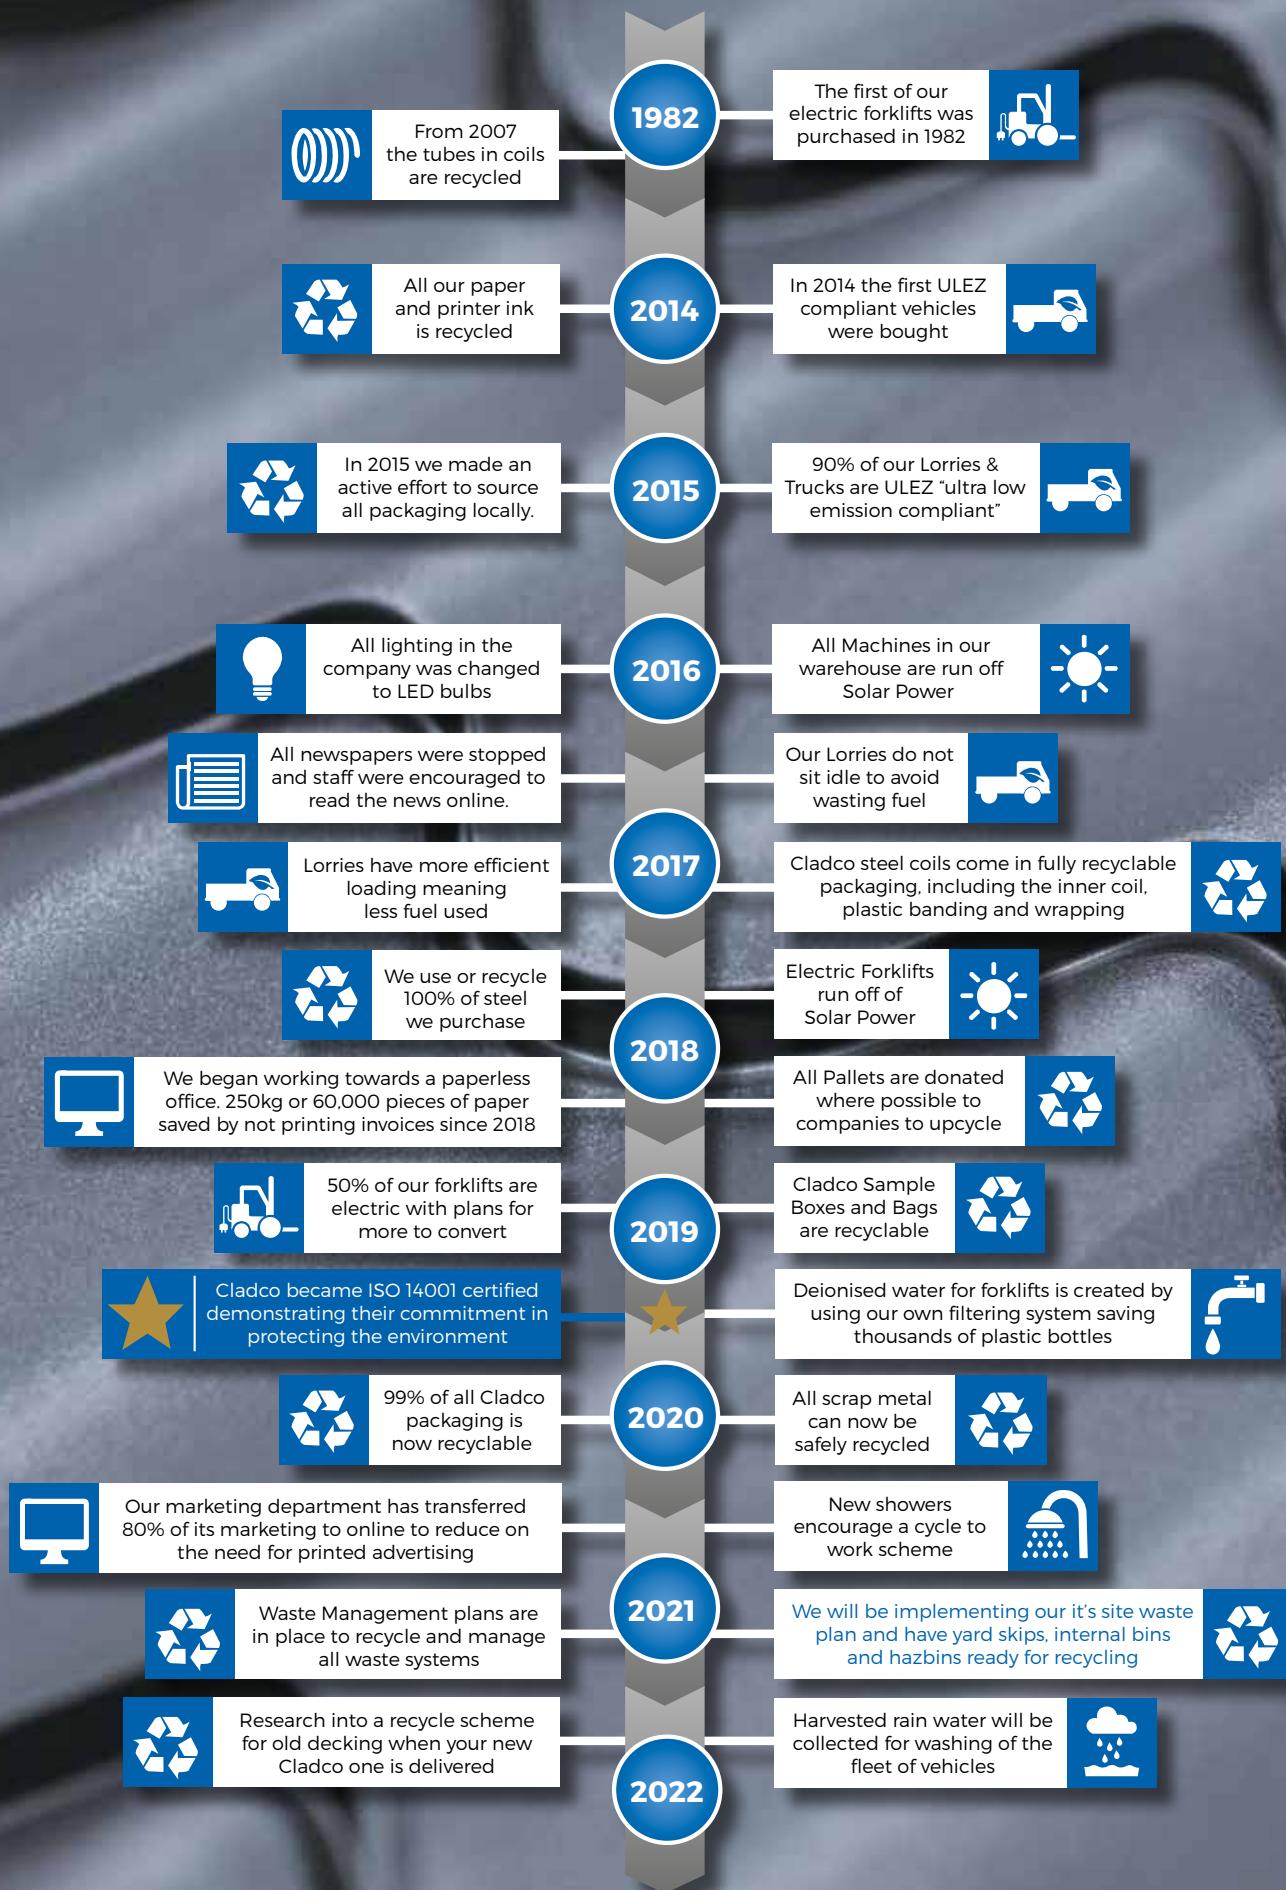 1982
The first of our
electric forklifts was
purchased in 1982
From 2007
the tubes in coils
are recycled
2014
All our paper
and printer ink
is recycled
In 2014 the first ULEZ
compliant vehicles
were bought
2015
In 2015 we made an
active effort to source
all packaging locally.
90% of our Lorries &
Trucks are ULEZ “ultra low
emission compliant”
2016
All lighting in the
company was changed
to LED bulbs
All Machines in our
warehouse are run off
Solar Power
All newspapers were stopped
and staff were encouraged to
read the news online.
Our Lorries do not
sit idle to avoid
wasting fuel
2017
Lorries have more efficient
loading meaning
less fuel used
Cladco steel coils come in fully recyclable
packaging, including the inner coil,
plastic banding and wrapping
We use or recycle
100% of steel
we purchase
Electric Forklifts
run off of
Solar Power
2018
We began working towards a paperless
office. 250kg or 60,000 pieces of paper
saved by not printing invoices since 2018
All Pallets are donated
where possible to
companies to upcycle
2019
50% of our forklifts are
electric with plans for
more to convert
Cladco Sample
Boxes and Bags
are recyclable
Cladco became ISO 14001 certified
demonstrating their commitment in
protecting the environment
Deionised water for forklifts is created by
using our own filtering system saving
thousands of plastic bottles
2020
99% of all Cladco
packaging is
now recyclable
All scrap metal
can now be
safely recycled
Our marketing department has transferred
80% of its marketing to online to reduce on
the need for printed advertising
New showers
encourage a cycle to
work scheme
2021
Waste Management plans are
in place to recycle and manage
all waste systems
We will be implementing our it’s site waste
plan and have yard skips, internal bins
and hazbins ready for recycling
Research into a recycle scheme
for old decking when your new
Cladco one is delivered
Harvested rain water will be
collected for washing of the
fleet of vehicles
2022